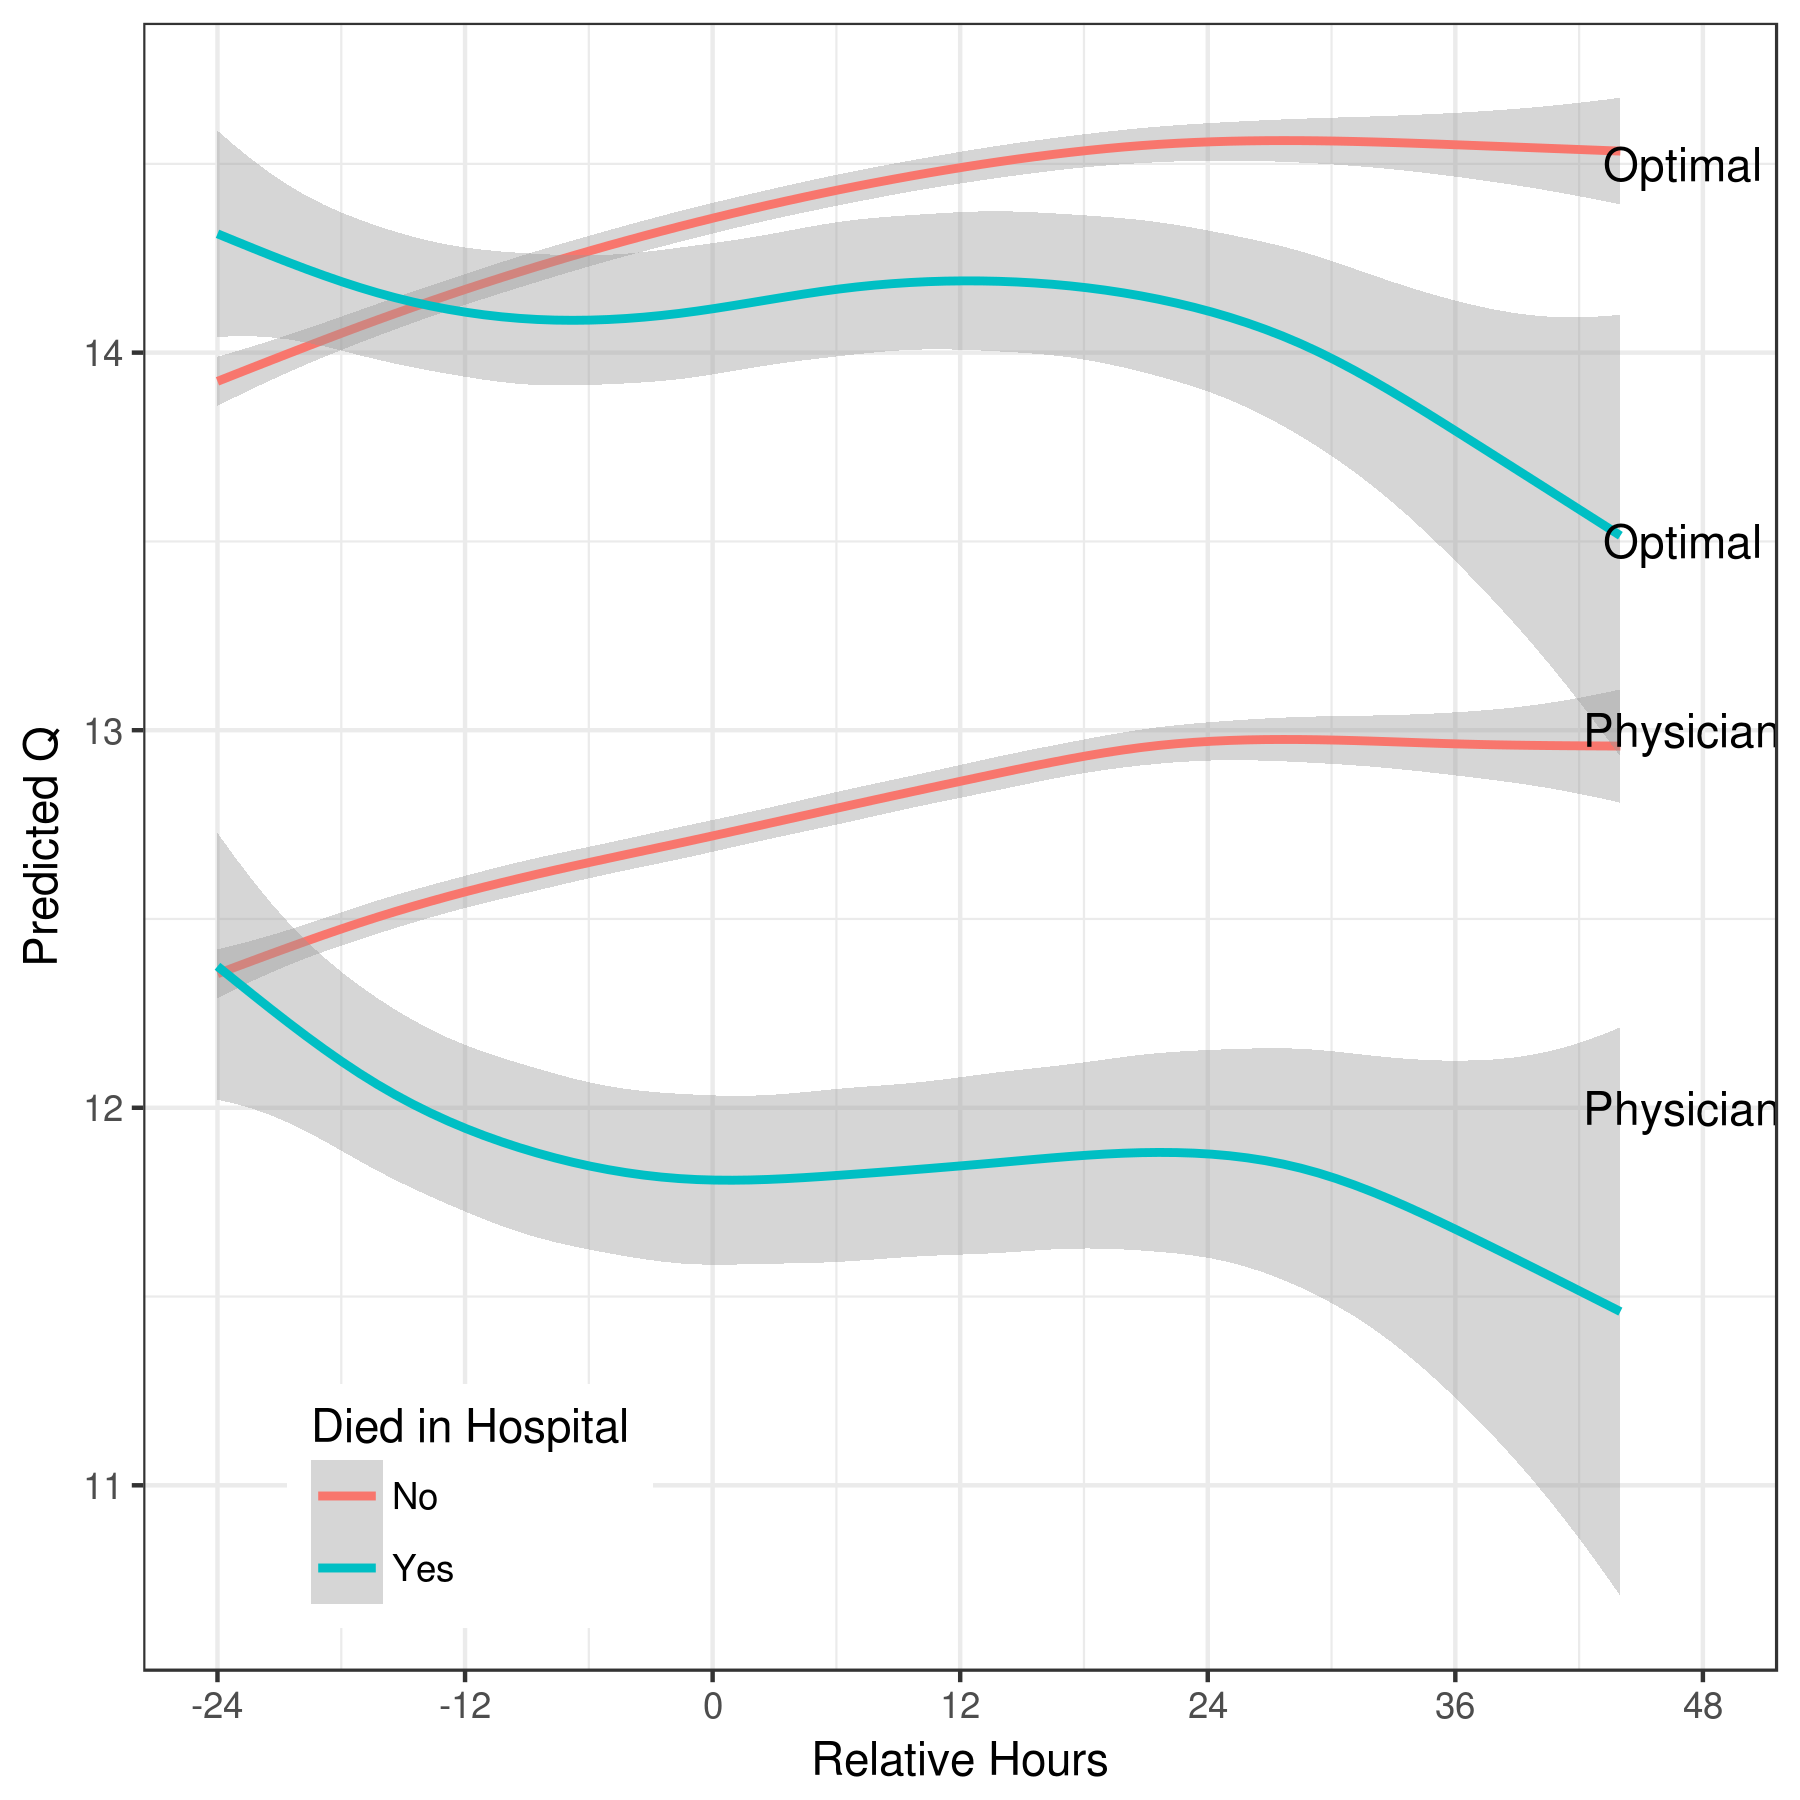 Optimal
14
Optimal
Physician
13
Predicted Q
12
Physician
Died in Hospital
No
11
Yes
-24 -12 0 12 24 36 48
Relative Hours